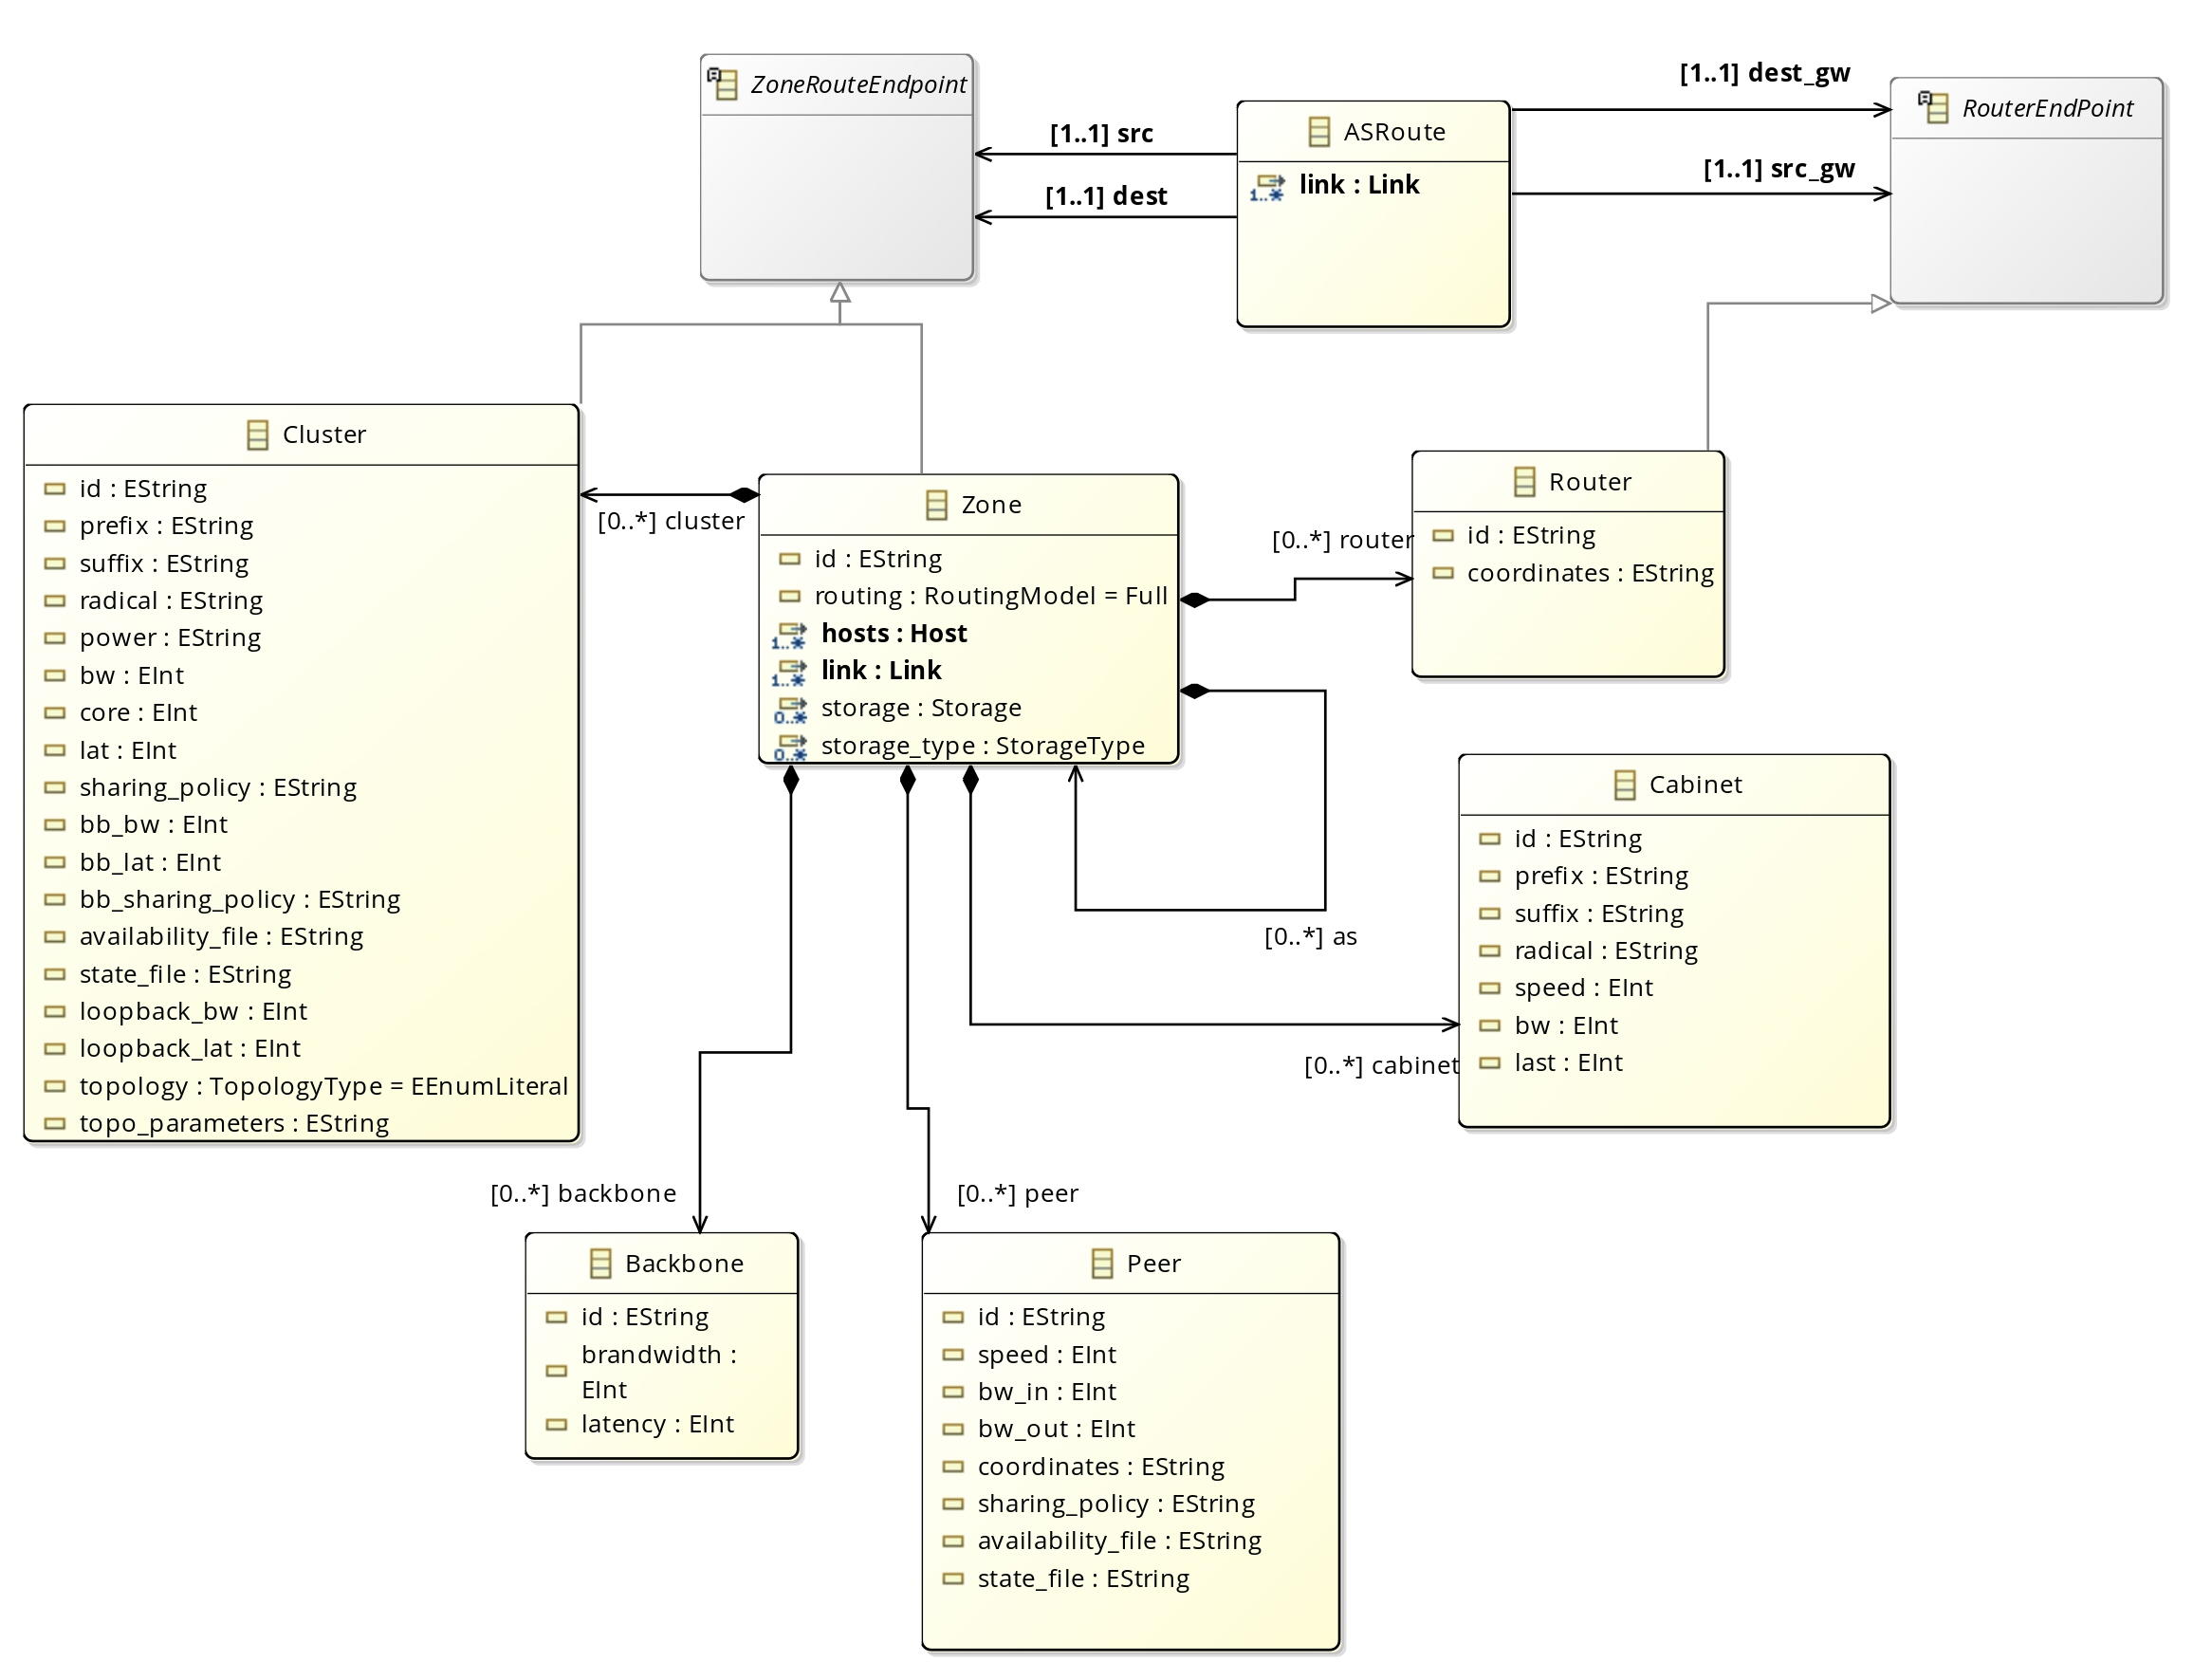 ZoneRouteEndpoint
[1..1] src
[1..1] dest
ASRoute
1..*
link : Link
[1..1] dest_gw
[1..1] src_gw
RouterEndPoint
Cluster
id : EString
prefix : EString
suffix : EString
radical : EString
power : EString
bw : EInt
core : EInt
lat : EInt
sharing_policy : EString
bb_bw : EInt
bb_lat : EInt
bb_sharing_policy : EString
availability_file : EString
state_file : EString
loopback_bw : EInt
loopback_lat : EInt
topology : TopologyType = EEnumLiteral
topo_parameters : EString
[0..*] cluster
Zone
id : EString
routing : RoutingModel = Full
1..*
hosts : Host
1..*
link : Link
0..*
storage : Storage
0..*
storage_type : StorageType
[0..*] router
Router
id : EString
coordinates : EString
[0..*] as
Cabinet
id : EString
prefix : EString
suffix : EString
radical : EString
speed : EInt
bw : EInt
last : EInt
[0..*] cabinet
[0..*] backbone
[0..*] peer
Backbone
id : EString
brandwidth :
EInt
latency : EInt
Peer
id : EString
speed : EInt
bw_in : EInt
bw_out : EInt
coordinates : EString
sharing_policy : EString
availability_file : EString
state_file : EString